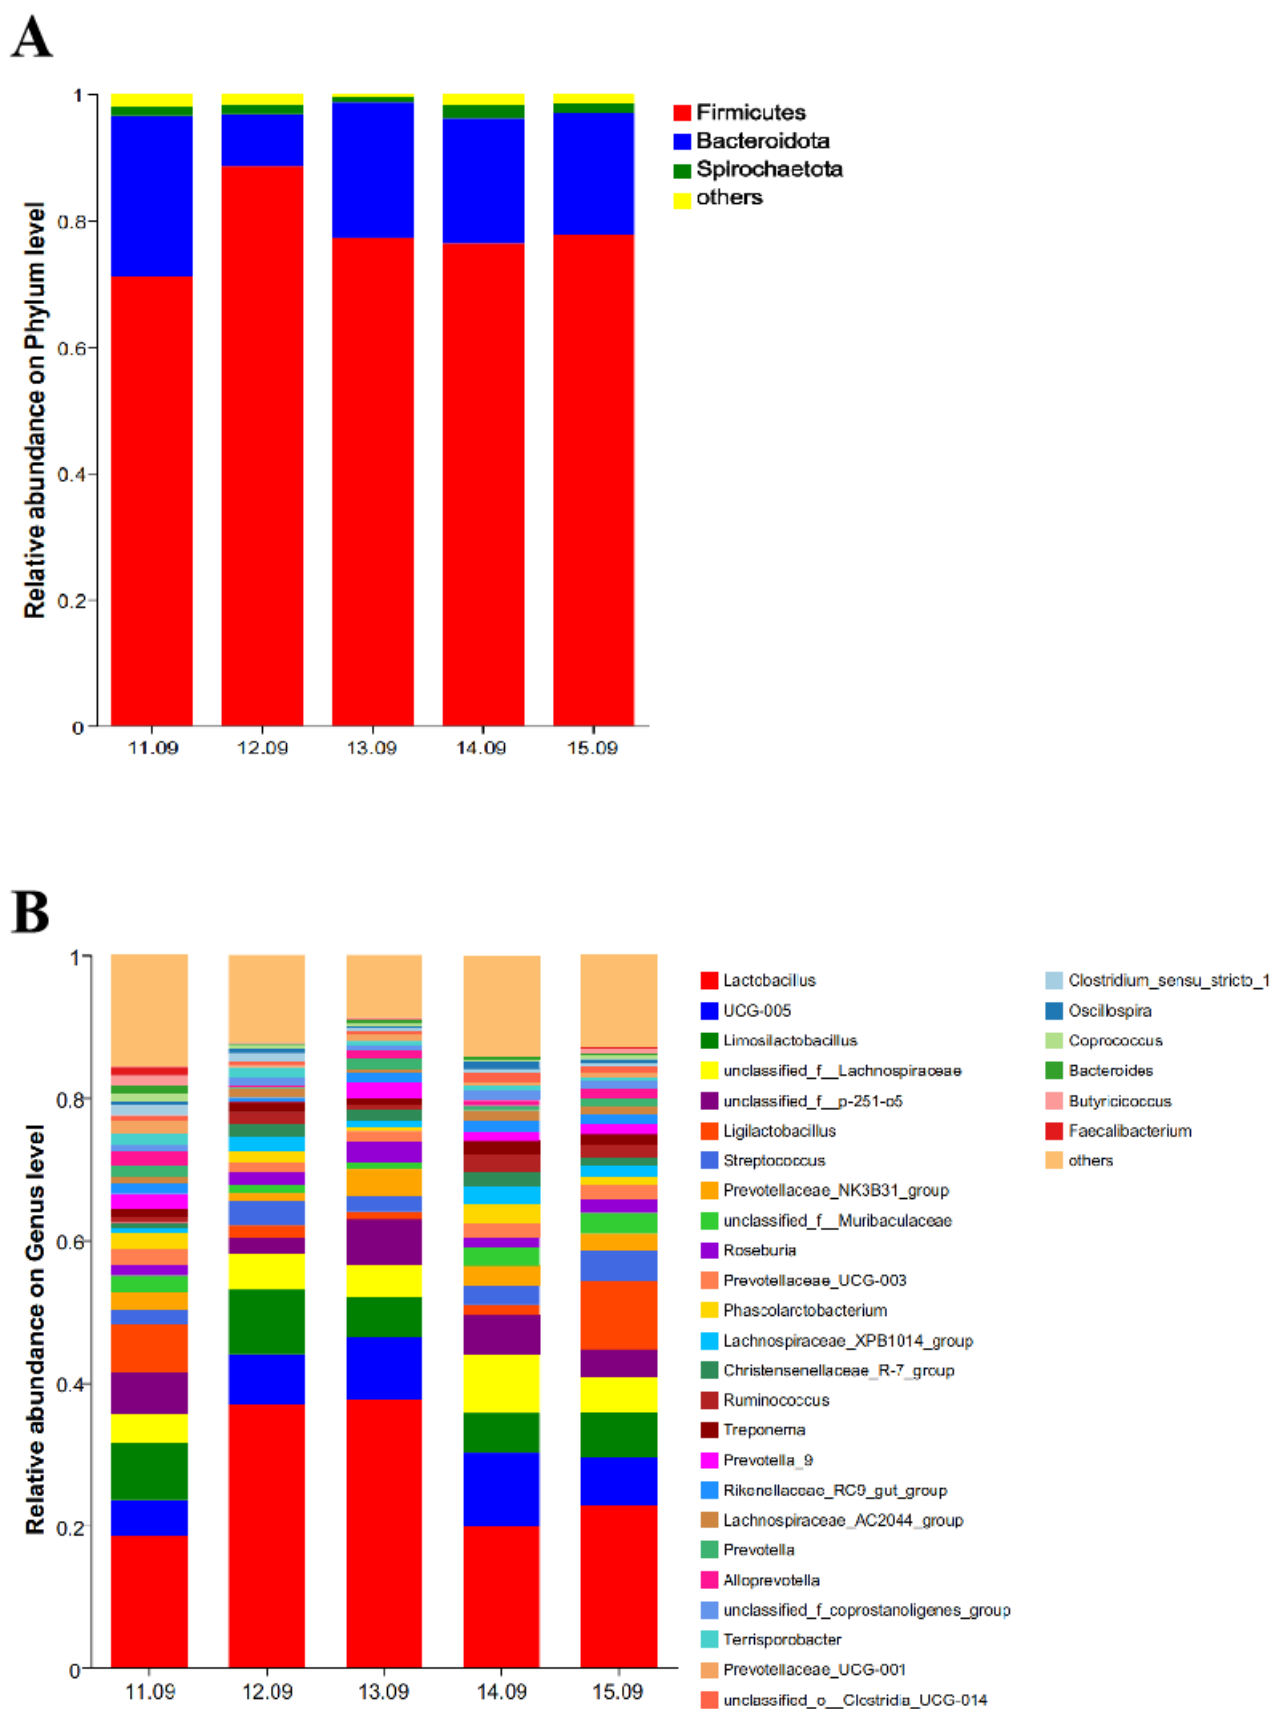 A
Relative abundance on Phylum level
1
0.8
0.6
0.4
0.2
0
11.09 12.09 13.09 14.09 15.09
Firmicutes
Bacteroidota
Spirochaetota
others
B
Relative abundance on Genus level
1
0.8
0.6
0.4
0.2
0
11.09 12.09 13.09 14.09 15.09
Lactobacillus
UCG-005
Limosilactobacillus
unclassified_f__Lachnospiraceae
unclassified_f__p-251-o5
Ligilactobacillus
Streptococcus
Prevotellaceae_NK3B31_group
unclassified_f__Muribaculaceae
Roseburia
Prevotellaceae_UCG-003
Phascolarctobacterium
Lachnospiraceae_XPB1014_group
Christensenellaceae_R-7_group
Ruminococcus
Treponema
Prevotella_9
Rikenellaceae_RC9_gut_group
Lachnospiraceae_AC2044_group
Prevotella
Alloprevotella
unclassified_f_coprostanoligenes_group
Terrisporobacter
Prevotellaceae_UCG-001
unclassified_o__Clostridia_UCG-014
Clostridium_sensu_stricto_1
Oscillospira
Coprococcus
Bacteroides
Butyricicoccus
Faecalibacterium
others